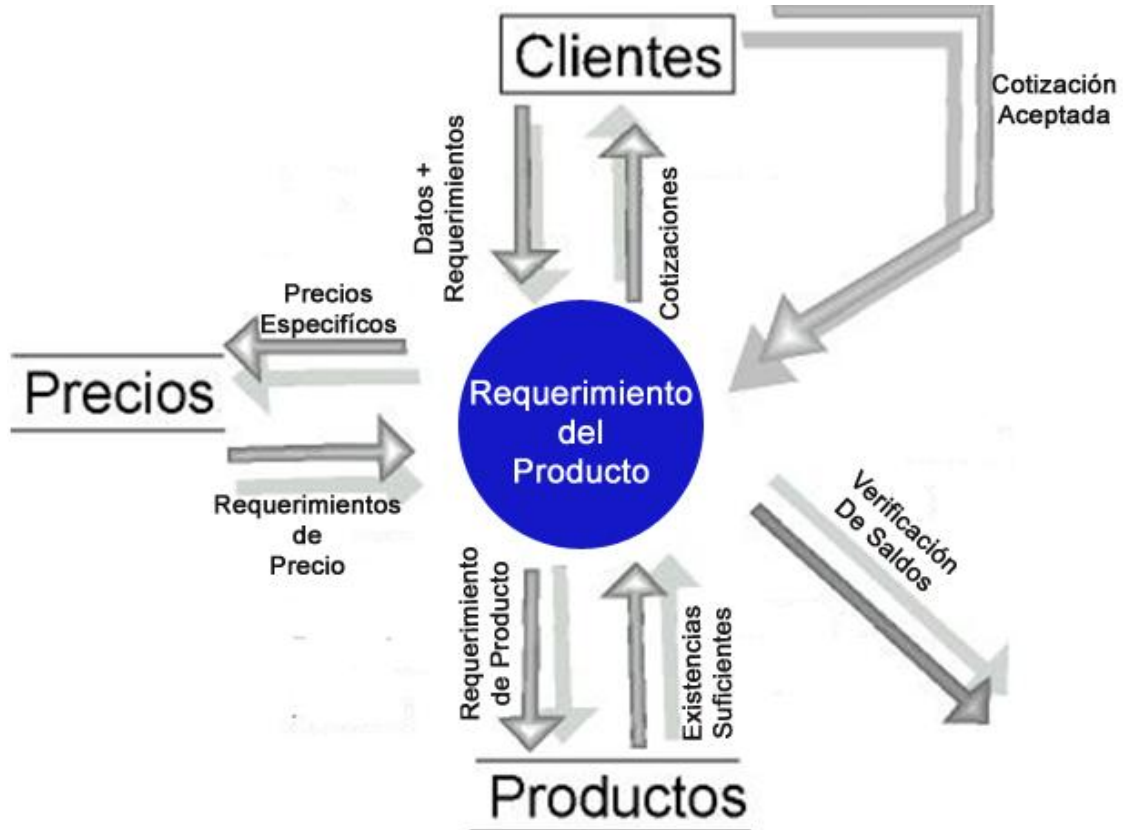 Clientes
Cotización
Aceptada
Datos +
Requerimientos
Cotizaciones
Precios
Especifícos
Precios
Requerimiento
del
Producto
Requerimientos
de
Precio
Verificación
De Saldos
Requerimiento
de Producto
Existencias
Suficientes
Productos